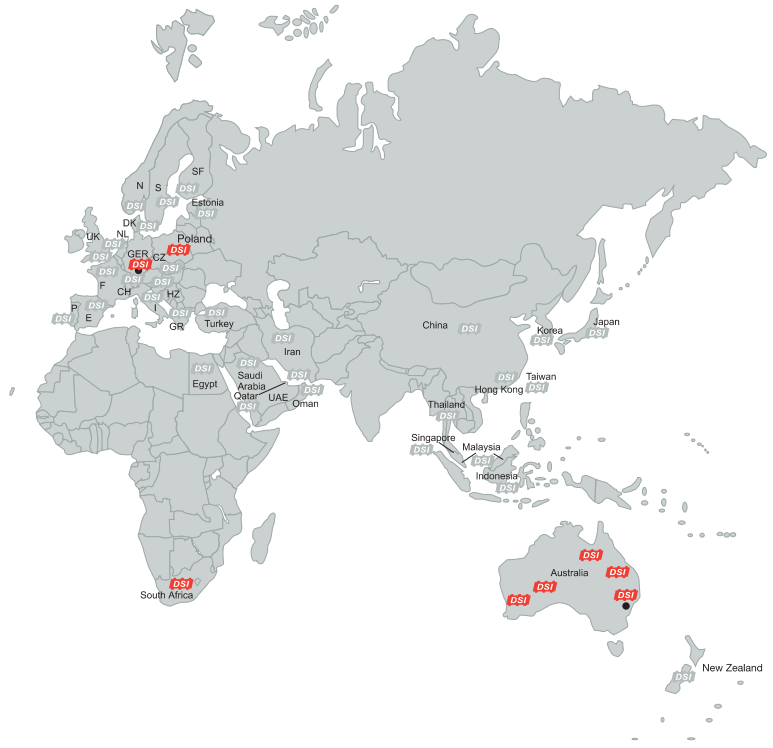 SF
N
S
DSI
DSI
DSI
Estonia
DSI
DK
DSI
UK
NL
DSI
Poland
DSI
DSI
GER
CZ
DSI
DSI
DSI
DSI
DSI
F
CH
HZ
DSI
P
DSI
I
E
DSI
DSI
DSI
GR
Turkey
China
DSI
Japan
Korea
DSI
DSI
DSI
Iran
DSI
DSI
Egypt
Saudi
Arabia
Qatar
DSI
UAE
DSI
Oman
DSI
DSI
Taiwan
Hong Kong
DSI
Thailand
DSI
Singapore
DSI
Malaysia
DSI
Indonesia
DSI
DSI
Australia
DSI
DSI
DSI
DSI
DSI
South Africa
New Zealand
DSI